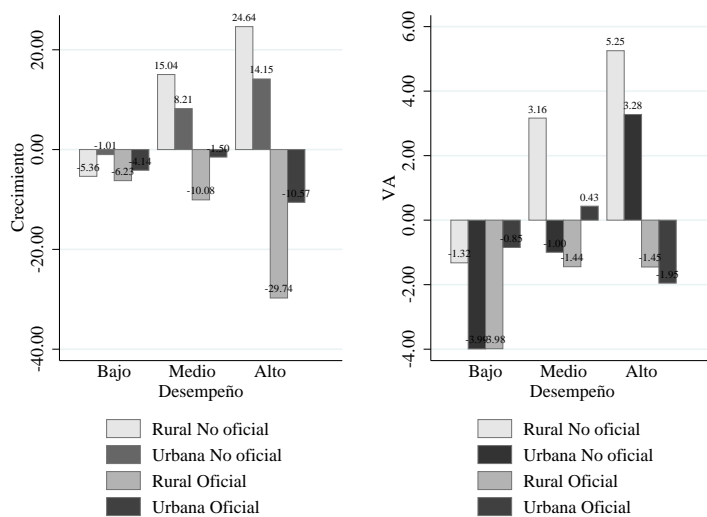 24.64
20.00
15.04
14.15
8.21
0.00
-1.01
-1.50
-5.36
-6.23
-4.14
-10.08
-10.57
-20.00
-29.74
-40.00
Crecimiento
Bajo Medio Alto
Desempeño
Rural No oficial
Urbana No oficial
Rural Oficial
Urbana Oficial
6.00
5.25
4.00
3.28
3.16
2.00
0.43
0.00
-0.85
-1.32
-1.00
-1.44
-1.45
-1.95
-2.00
-3.98
-4.00
VA
Bajo Medio Alto
Desempeño
Rural No oficial
Urbana No oficial
Rural Oficial
Urbana Oficial